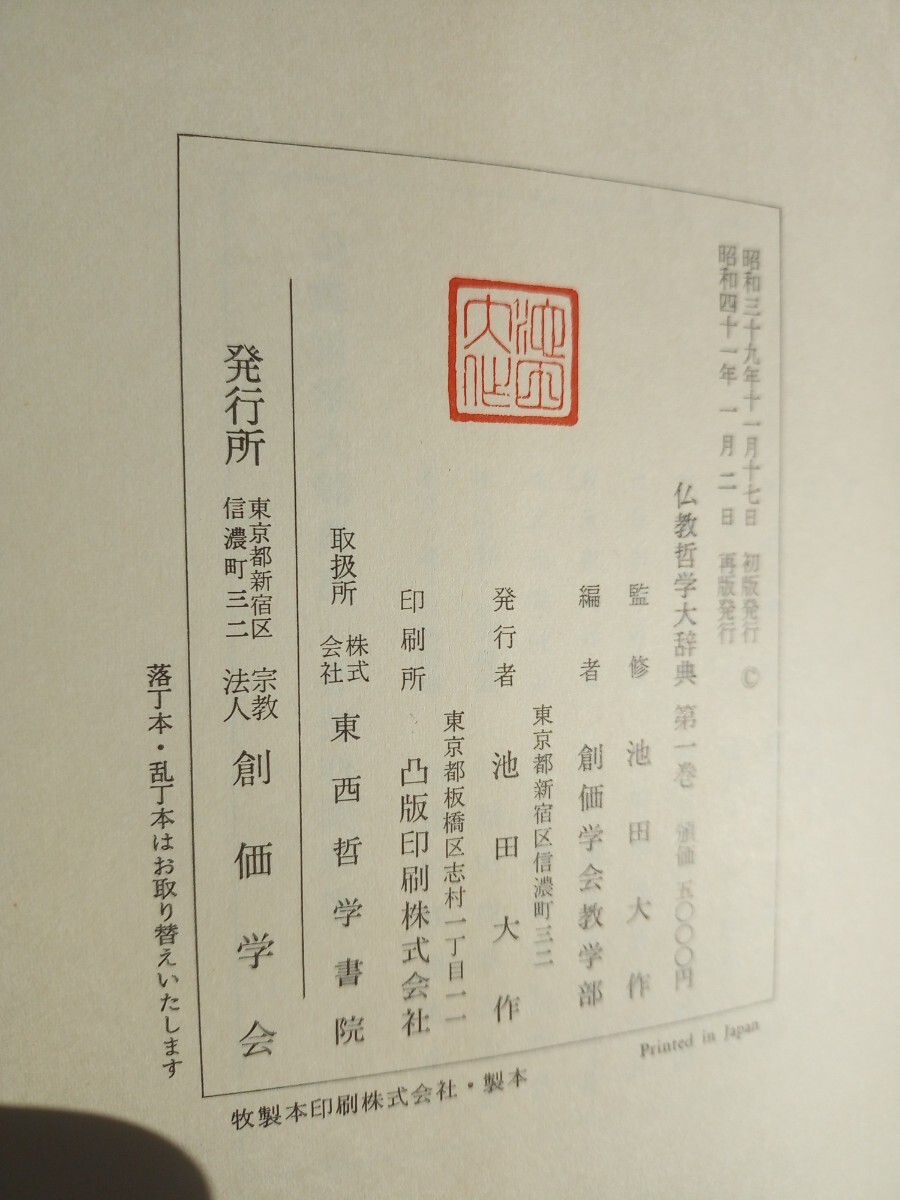 昭和三十九年十一月十七日 初版発行 ©
昭和四十一年 一月 二日 再版発行
仏教哲学大辞典 第一巻 頒価 五〇〇〇円
監修 池田大作
編者 創価学会教学部
東京都新宿区信濃町三二
発行者 池田大作
東京都板橋区志村一丁目一一
印刷所 凸版印刷株式会社
取扱所 株式会社 東西哲学書院
発行所 東京都新宿区信濃町三二 宗教法人 創価学会
池田大作
落丁本・乱丁本はお取り替えいたします
Printed in Japan
牧製本印刷株式会社・製本